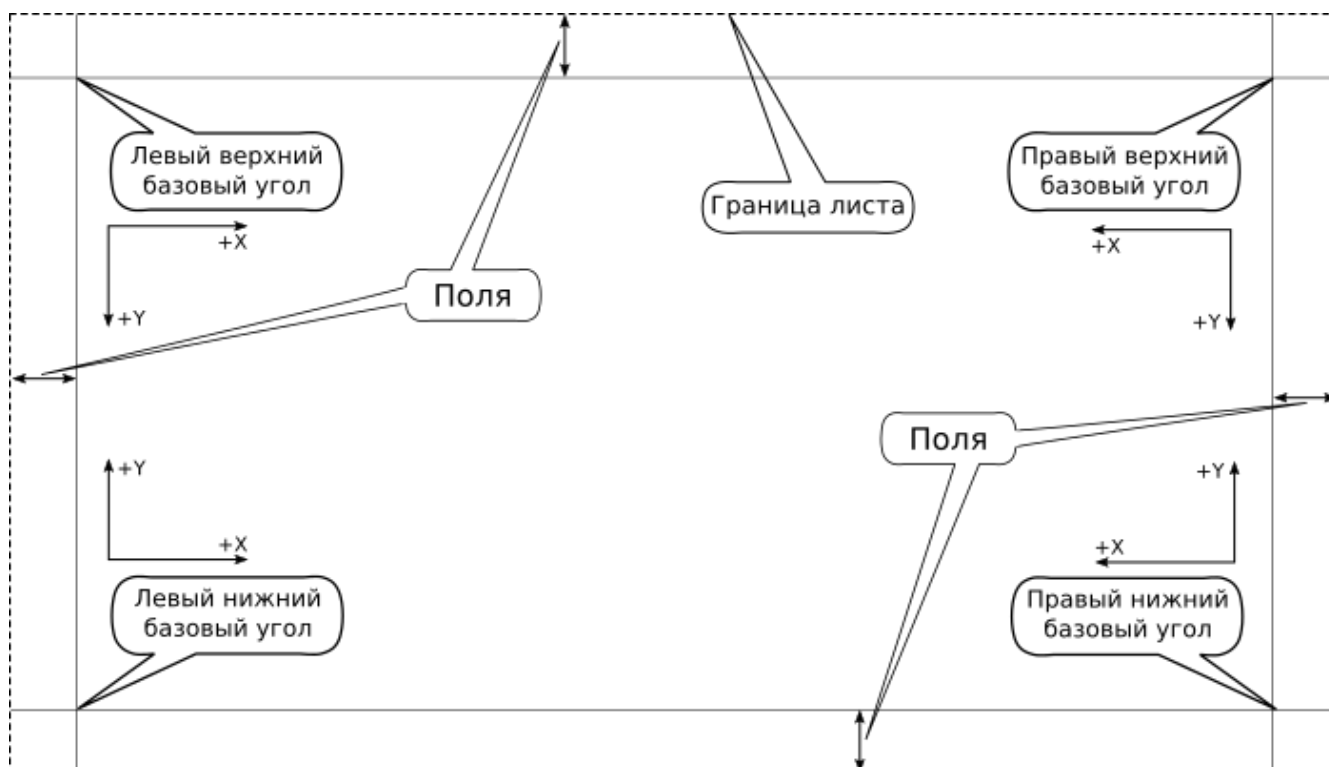 Левый верхний
базовый угол
Правый верхний
базовый угол
Граница листа
+X
+X
Поля
+Y
+Y
Поля
+Y
+Y
+X
+X
Левый нижний
базовый угол
Правый нижний
базовый угол